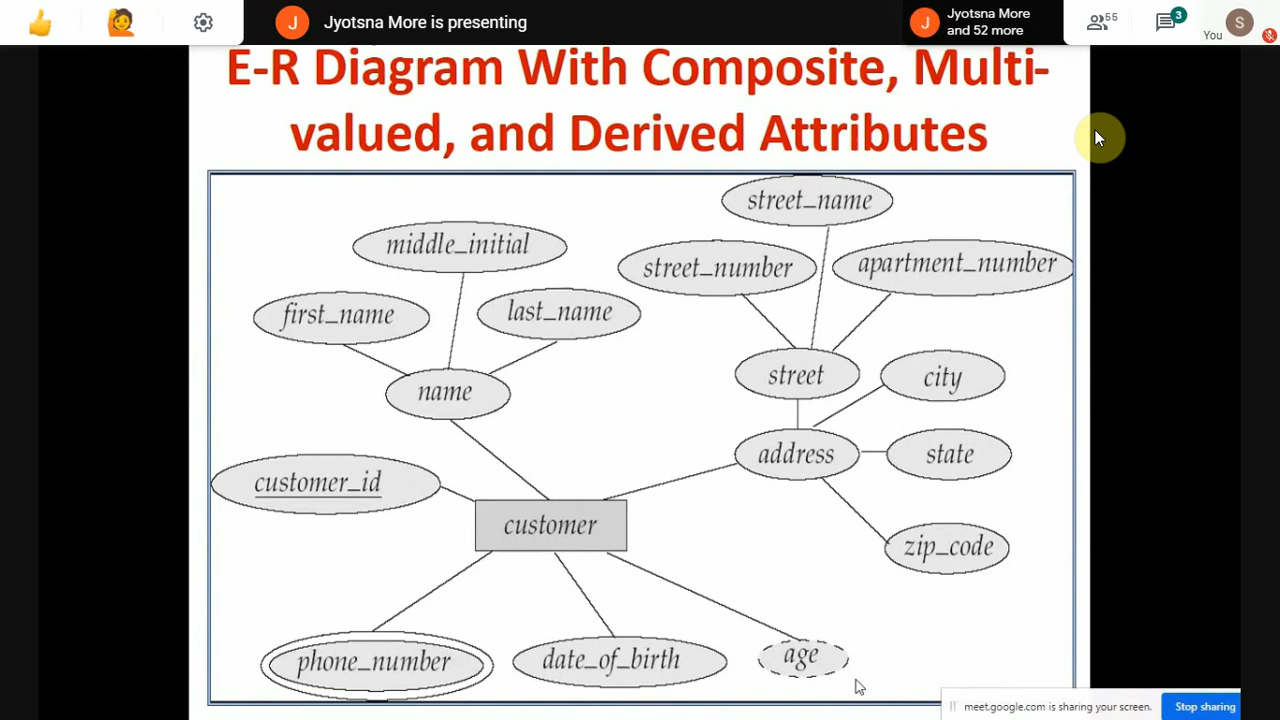 Jyotsna More is presenting
Jyotsna More
and 52 more
55
3
You
S
J
J
E-R Diagram With Composite, Multi-
valued, and Derived Attributes
street_name
middle_initial
street_number
apartment_number
first_name
last_name
street
city
name
address
state
customer_id
customer
zip_code
phone_number
date_of_birth
age
meet.google.com is sharing your screen.
Stop sharing